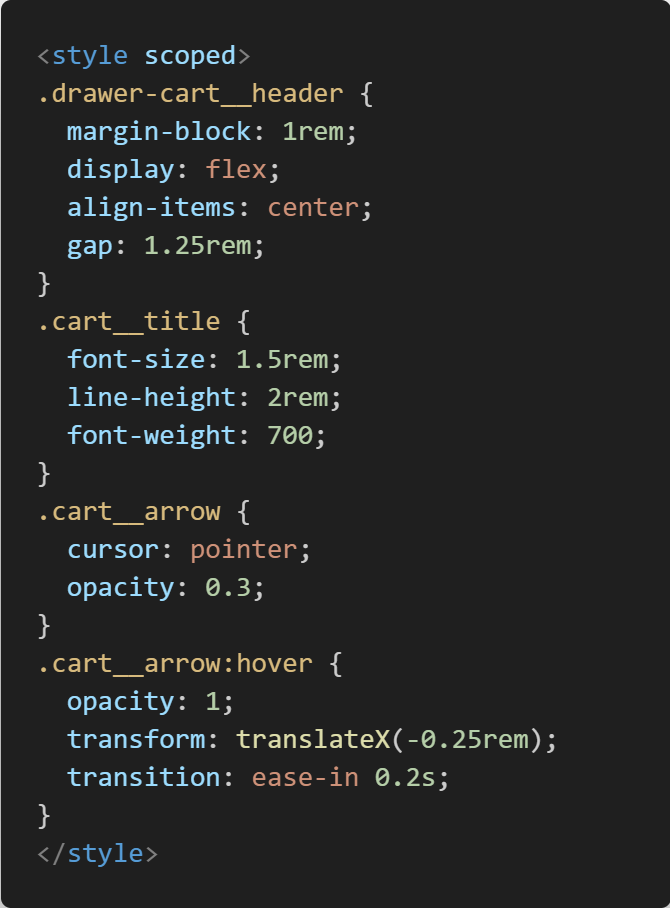 <style scoped>
.drawer-cart__header {
  margin-block: 1rem;
  display: flex;
  align-items: center;
  gap: 1.25rem;
}
.cart__title {
  font-size: 1.5rem;
  line-height: 2rem;
  font-weight: 700;
}
.cart__arrow {
  cursor: pointer;
  opacity: 0.3;
}
.cart__arrow:hover {
  opacity: 1;
  transform: translateX(-0.25rem);
  transition: ease-in 0.2s;
}
</style>